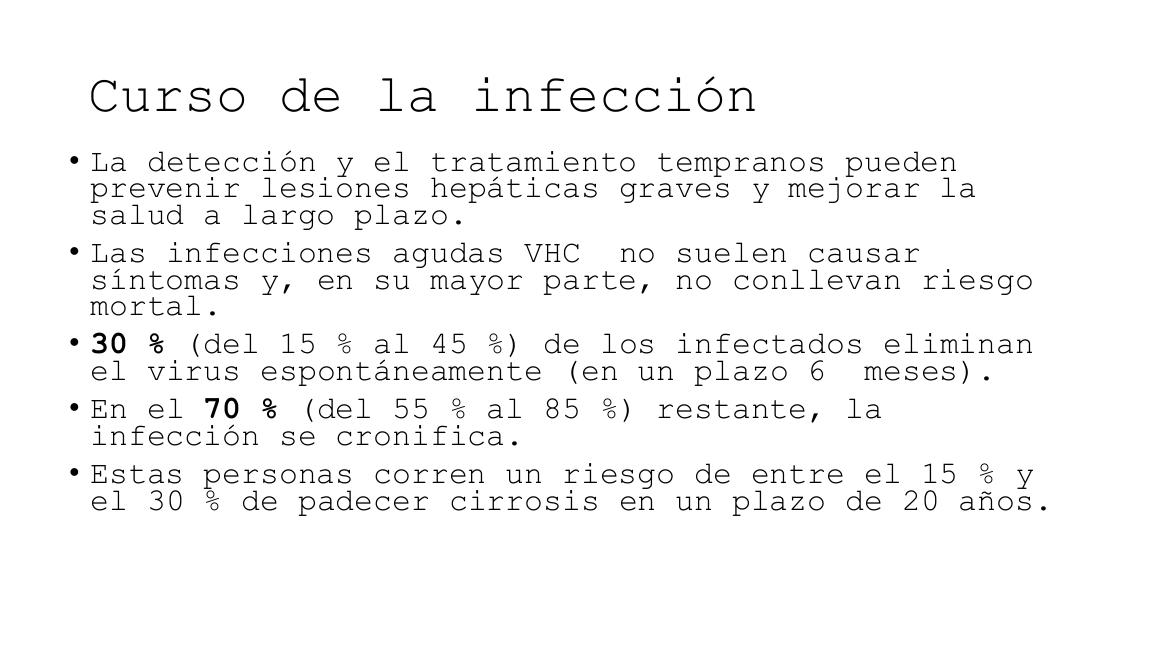 Curso de la infección
• La detección y el tratamiento tempranos pueden
prevenir lesiones hepáticas graves y mejorar la
salud a largo plazo.
• Las infecciones agudas VHC  no suelen causar
síntomas y, en su mayor parte, no conllevan riesgo
mortal.
• 30 % (del 15 % al 45 %) de los infectados eliminan
el virus espontáneamente (en un plazo 6  meses).
• En el 70 % (del 55 % al 85 %) restante, la
infección se cronifica.
• Estas personas corren un riesgo de entre el 15 % y
el 30 % de padecer cirrosis en un plazo de 20 años.